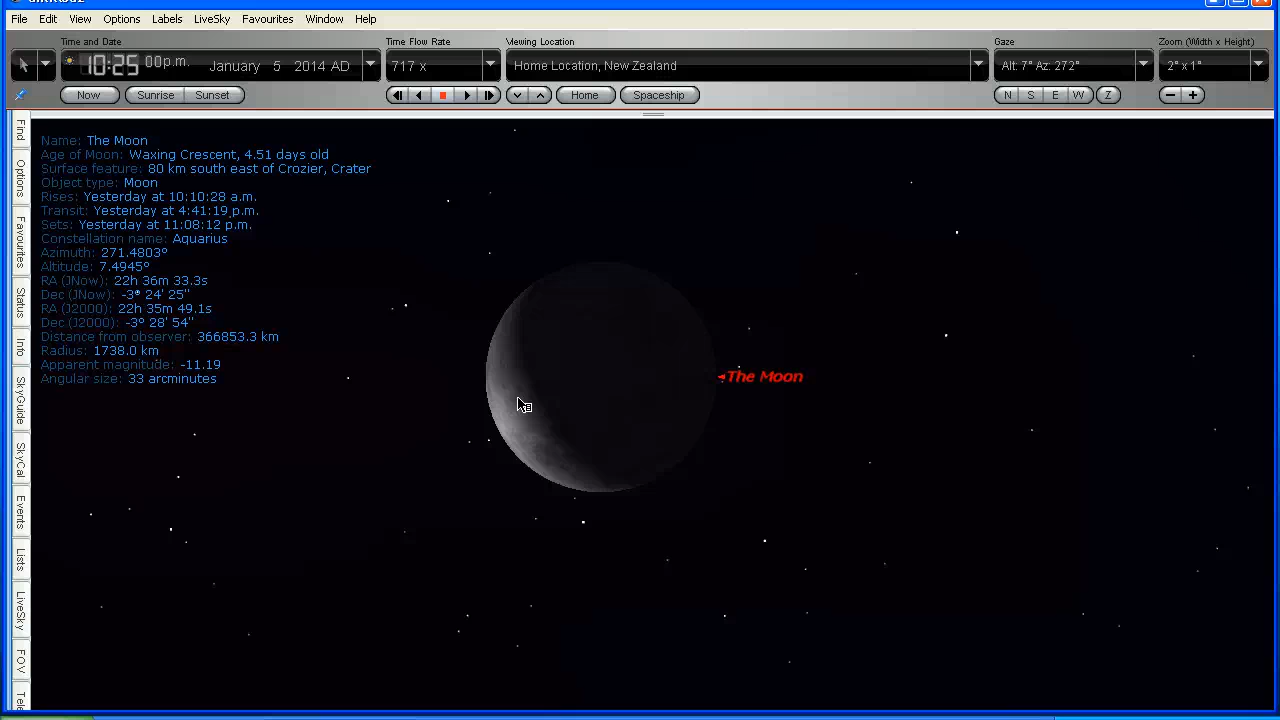 File Edit View Options Labels LiveSky Favourites Window Help
Time and Date Time Flow Rate Viewing Location Gaze Zoom (Width x Height)
10:25 00p.m. January 5 2014 AD 717 x Home Location, New Zealand Alt: 7° Az: 272° 2° x 1°
Now Sunrise Sunset Home Spaceship N S E W Z
Find
Options
Favourites
Status
Info
SkyGuide
SkyCal
Events
Lists
LiveSky
FOV
Name: The Moon
Age of Moon: Waxing Crescent, 4.51 days old
Surface feature: 80 km south east of Crozier, Crater
Object type: Moon
Rises: Yesterday at 10:10:28 a.m.
Transit: Yesterday at 4:41:19 p.m.
Sets: Yesterday at 11:08:12 p.m.
Constellation name: Aquarius
Azimuth: 271.4803°
Altitude: 7.4945°
RA (JNow): 22h 36m 33.3s
Dec (JNow): -3° 24' 25"
RA (J2000): 22h 35m 49.1s
Dec (J2000): -3° 28' 54"
Distance from observer: 366853.3 km
Radius: 1738.0 km
Apparent magnitude: -11.19
Angular size: 33 arcminutes
The Moon